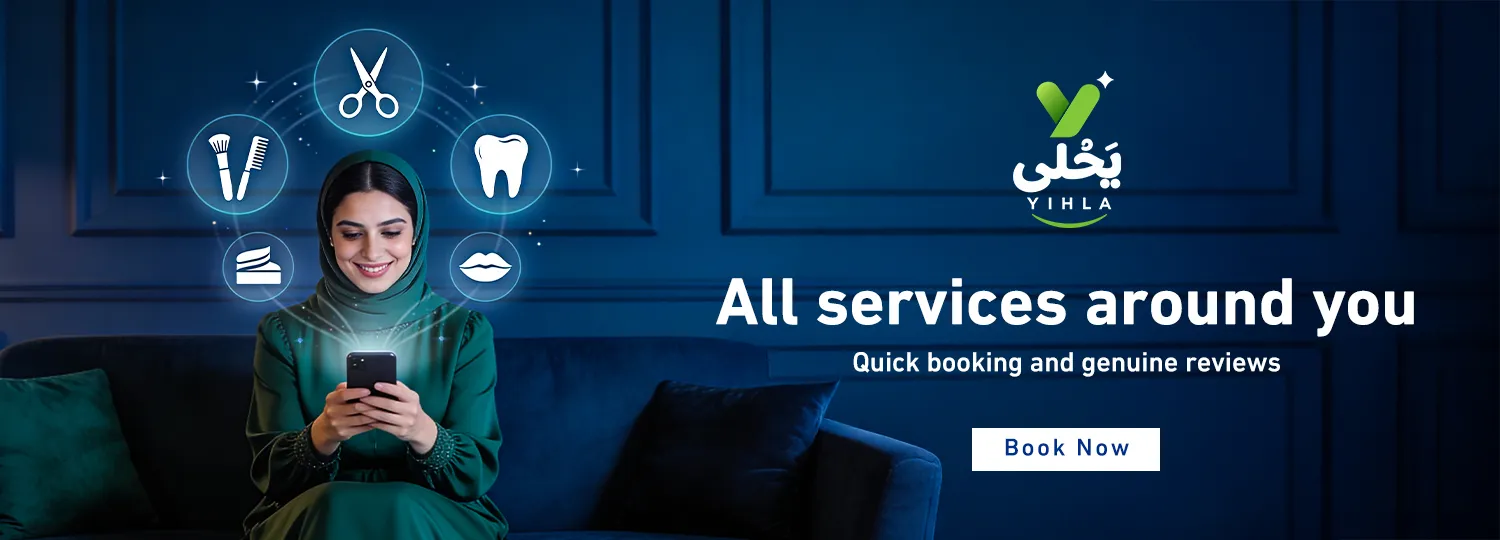 يَحْلى
YIHLA
All services around you
Quick booking and genuine reviews
Book Now